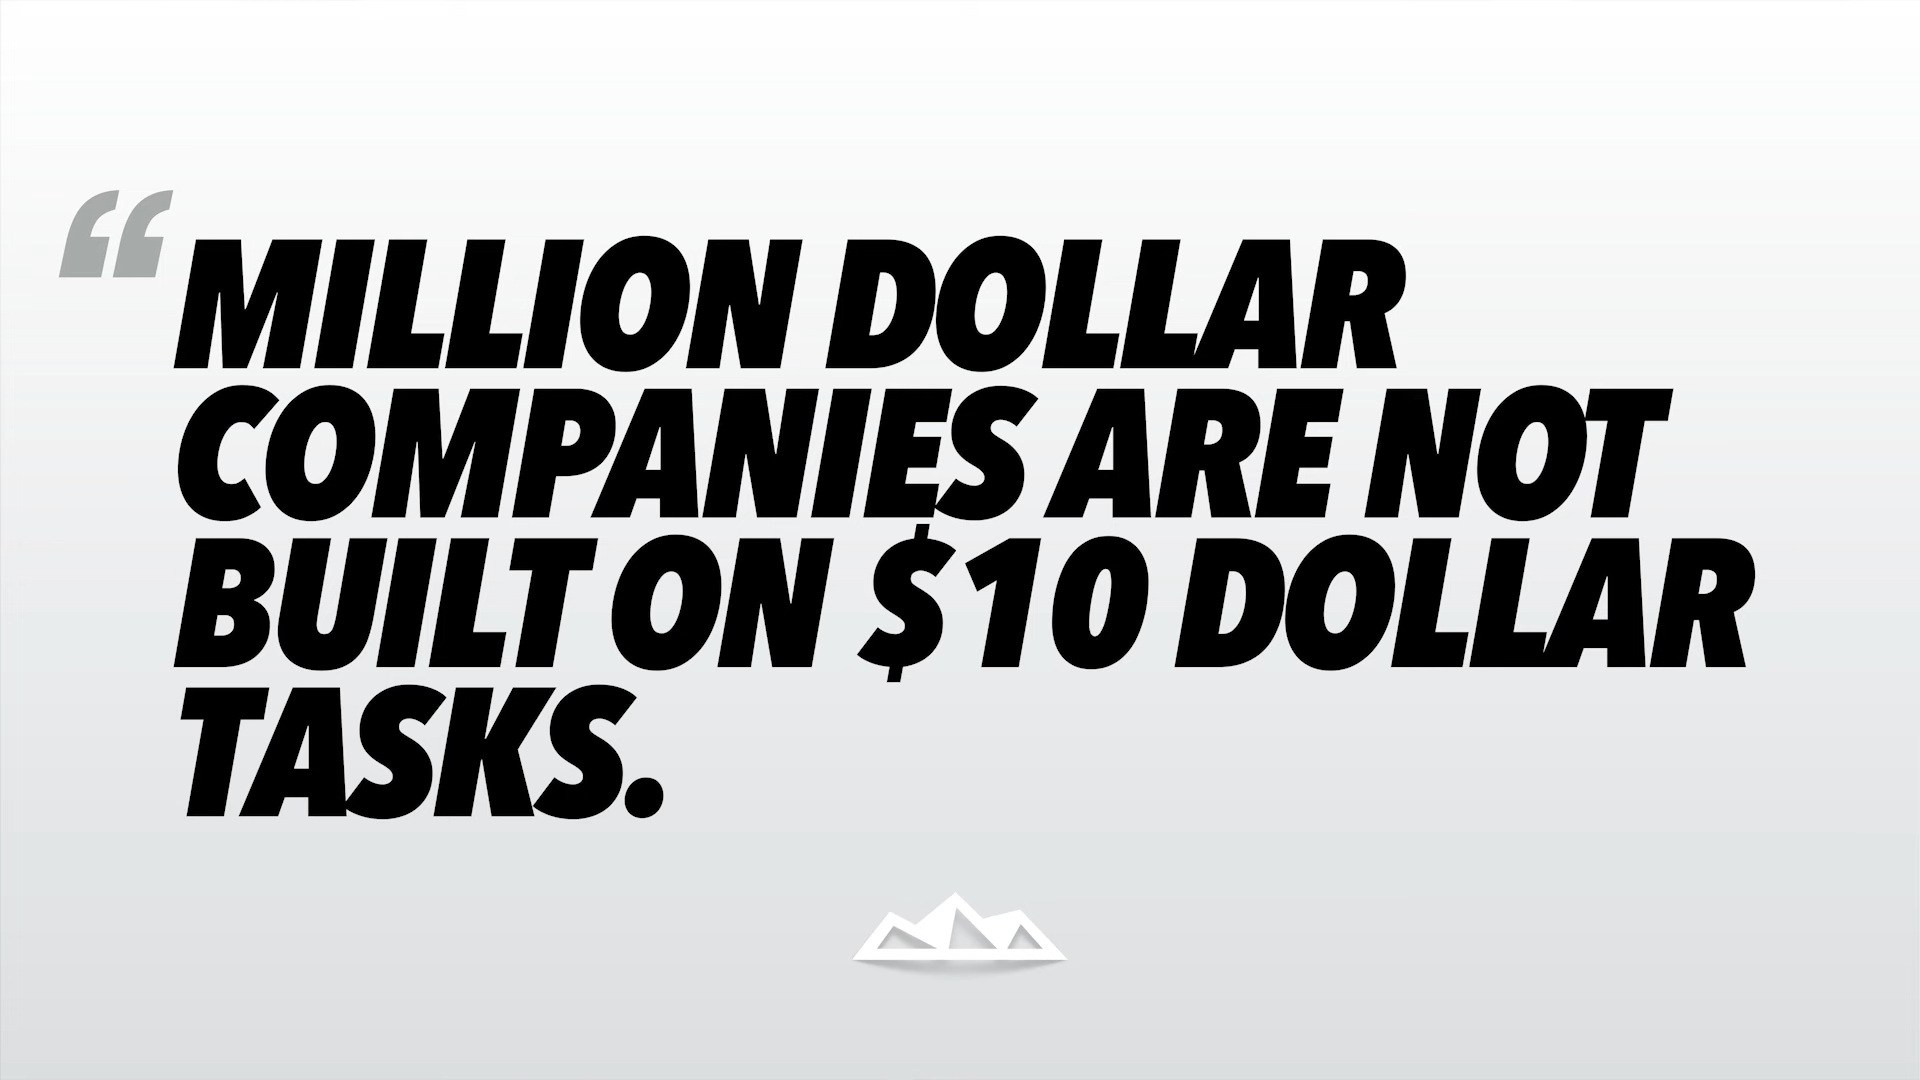 “MILLION DOLLAR
COMPANIES ARE NOT
BUILT ON $10 DOLLAR
TASKS.